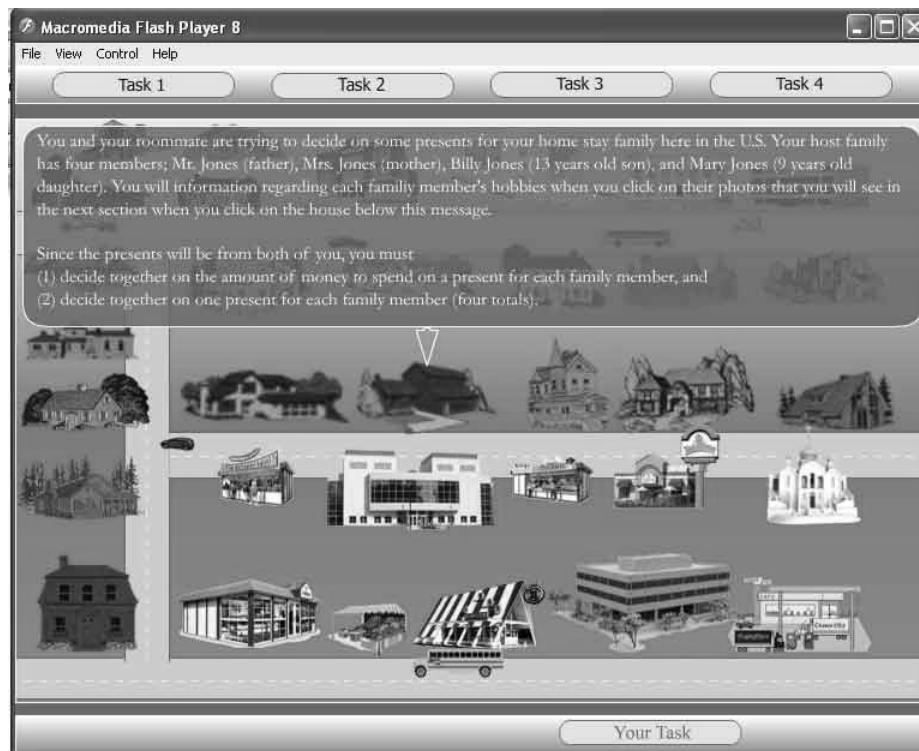 Macromedia Flash Player 8
File View Control Help
Task 1 Task 2 Task 3 Task 4
You and your roommate are trying to decide on some presents for your home stay family here in the U.S. Your host family
has four members; Mr. Jones (father), Mrs. Jones (mother), Billy Jones (13 years old son), and Mary Jones (9 years old
daughter). You will information regarding each familiy member's hobbies when you click on their photos that you will see in
the next section when you click on the house below this message.
Since the presents will be from both of you, you must
(1) decide together on the amount of money to spend on a present for each family member, and
(2) decide together on one present for each family member (four totals).
Your Task